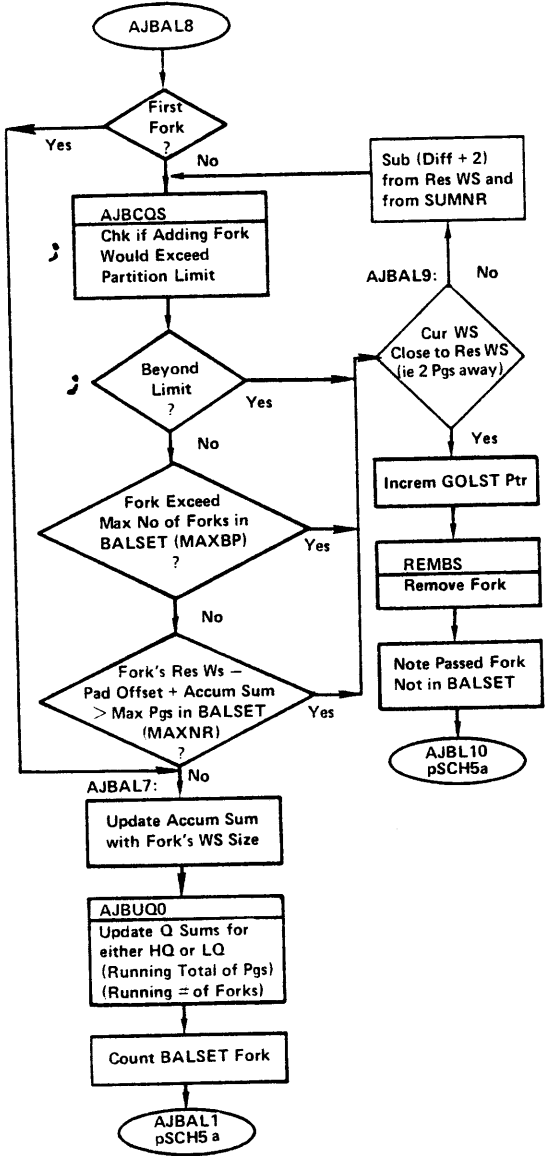 AJBAL8
First
Fork
?
Yes
No
AJBCQS
Chk if Adding Fork
Would Exceed
Partition Limit
Beyond
Limit
?
Yes
No
Fork Exceed
Max No of Forks in
BALSET (MAXBP)
?
Yes
No
Fork's Res Ws –
Pad Offset + Accum Sum
> Max Pgs in BALSET
(MAXNR)
?
Yes
No
AJBAL7:
Update Accum Sum
with Fork's WS Size
AJBUQ0
Update Q Sums for
either HQ or LQ
(Running Total of Pgs)
(Running = of Forks)
Count BALSET Fork
AJBAL1
pSCH5a
Sub (Diff + 2)
from Res WS and
from SUMNR
AJBAL9:
No
Cur WS
Close to Res WS
(ie 2 Pgs away)
Yes
Increm GOLST Ptr
REMBS
Remove Fork
Note Passed Fork
Not in BALSET
AJBL10
pSCH5a